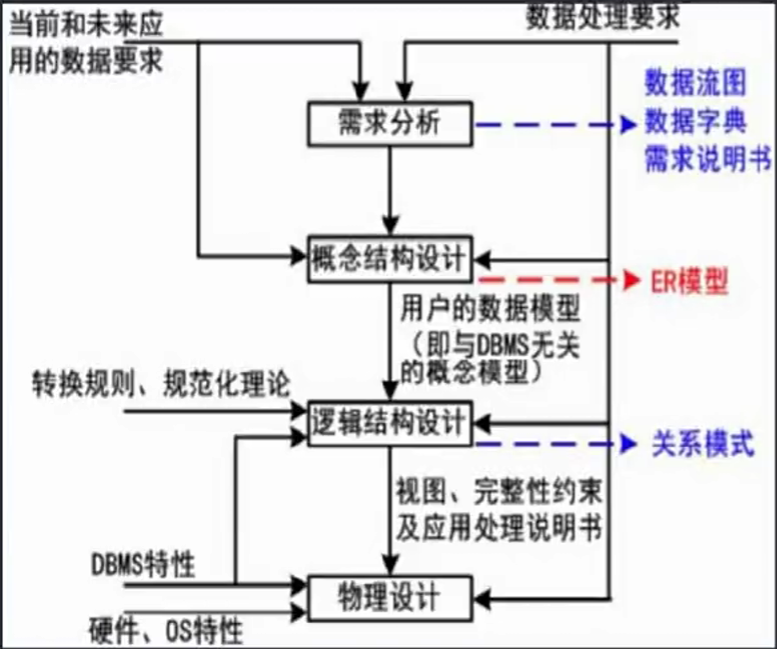 当前和未来应
用的数据要求
数据处理要求
需求分析
数据流图
数据字典
需求说明书
概念结构设计
ER模型
用户的数据模型
（即与DBMS无关
的概念模型）
转换规则、规范化理论
逻辑结构设计
关系模式
视图、完整性约束
及应用处理说明书
DBMS特性
物理设计
硬件、OS特性